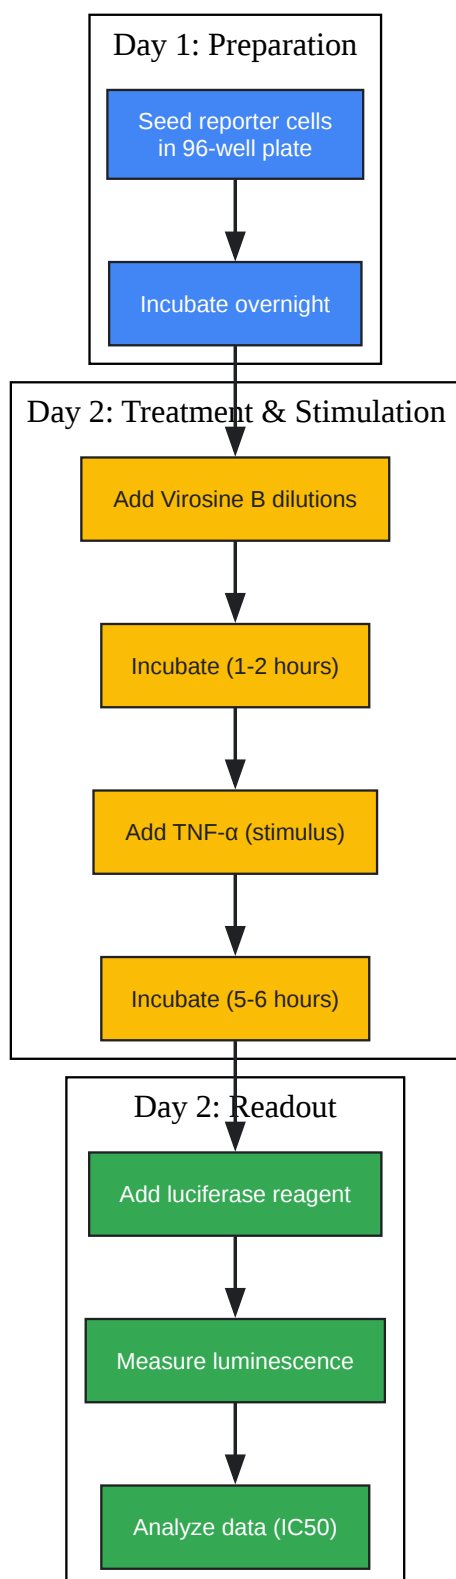 Day 1: Preparation
Seed reporter cells
in 96-well plate
Incubate overnight
Day 2: Treatment & Stimulation
Add Virosine B dilutions
Incubate (1-2 hours)
Add TNF-α (stimulus)
Incubate (5-6 hours)
Day 2: Readout
Add luciferase reagent
Measure luminescence
Analyze data (IC50)